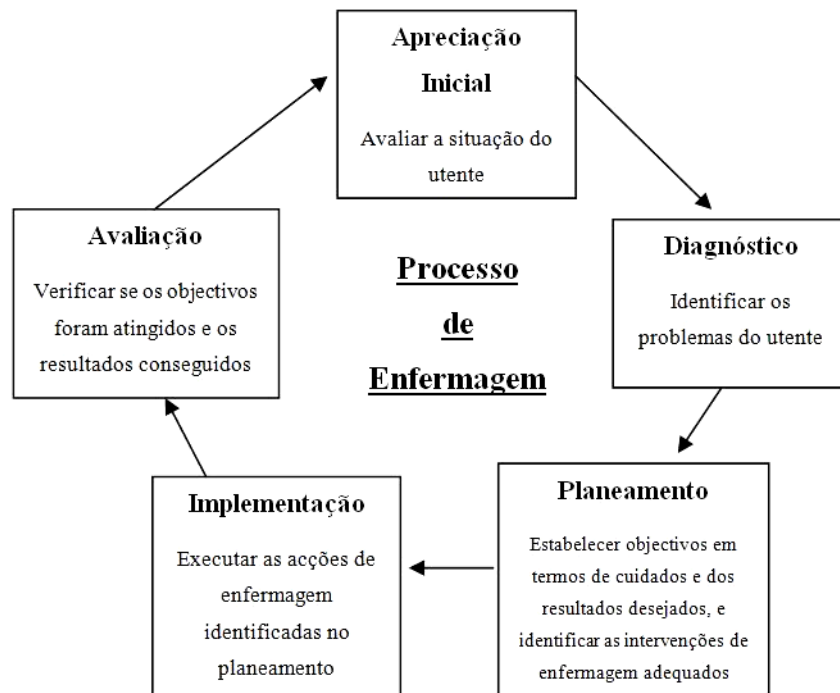 Apreciação
Inicial
Avaliar a situação do
utente
Avaliação
Verificar se os objectivos
foram atingidos e os
resultados conseguidos
Processo
de
Enfermagem
Diagnóstico
Identificar os
problemas do utente
Implementação
Executar as acções de
enfermagem
identificadas no
planeamento
Planeamento
Estabelecer objectivos em
termos de cuidados e dos
resultados desejados, e
identificar as intervenções de
enfermagem adequados